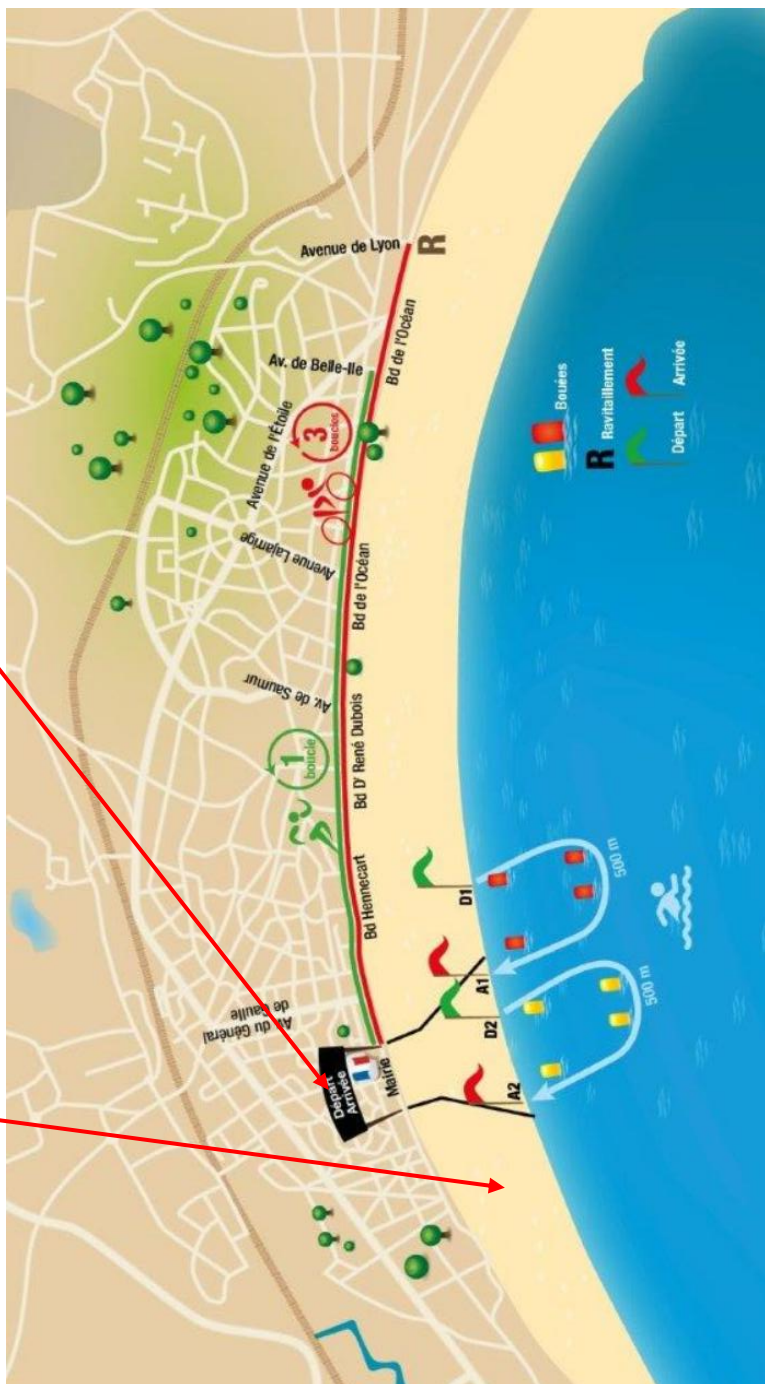 Avenue de Lyon
R
Bd de l'Océan
Av. de Belle-Ile
Avenue de l'Étoile
3
boucles
Avenue Lajarrige
Bd de l'Océan
Av. de Saumur
1
boucle
Bd Dr René Dubois
Bd Hennecart
Av. du Général
de Gaulle
Départ
Arrivée
Mairie
D1
A1
D2
A2
500 m
500 m
Bouées
R Ravitaillement
Départ
Arrivée